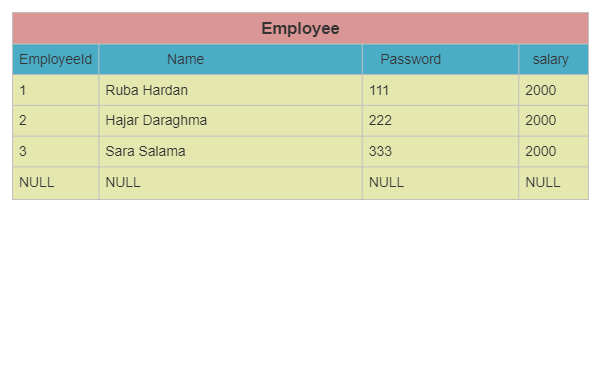 Employee
EmployeeId Name Password salary
1 Ruba Hardan 111 2000
2 Hajar Daraghma 222 2000
3 Sara Salama 333 2000
NULL NULL NULL NULL